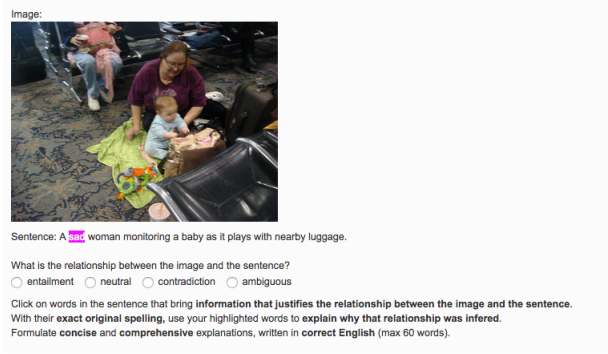 Image:
Sentence: A sad woman monitoring a baby as it plays with nearby luggage.
What is the relationship between the image and the sentence?
entailment neutral contradiction ambiguous
Click on words in the sentence that bring information that justifies the relationship between the image and the sentence.
With their exact original spelling, use your highlighted words to explain why that relationship was infered.
Formulate concise and comprehensive explanations, written in correct English (max 60 words).